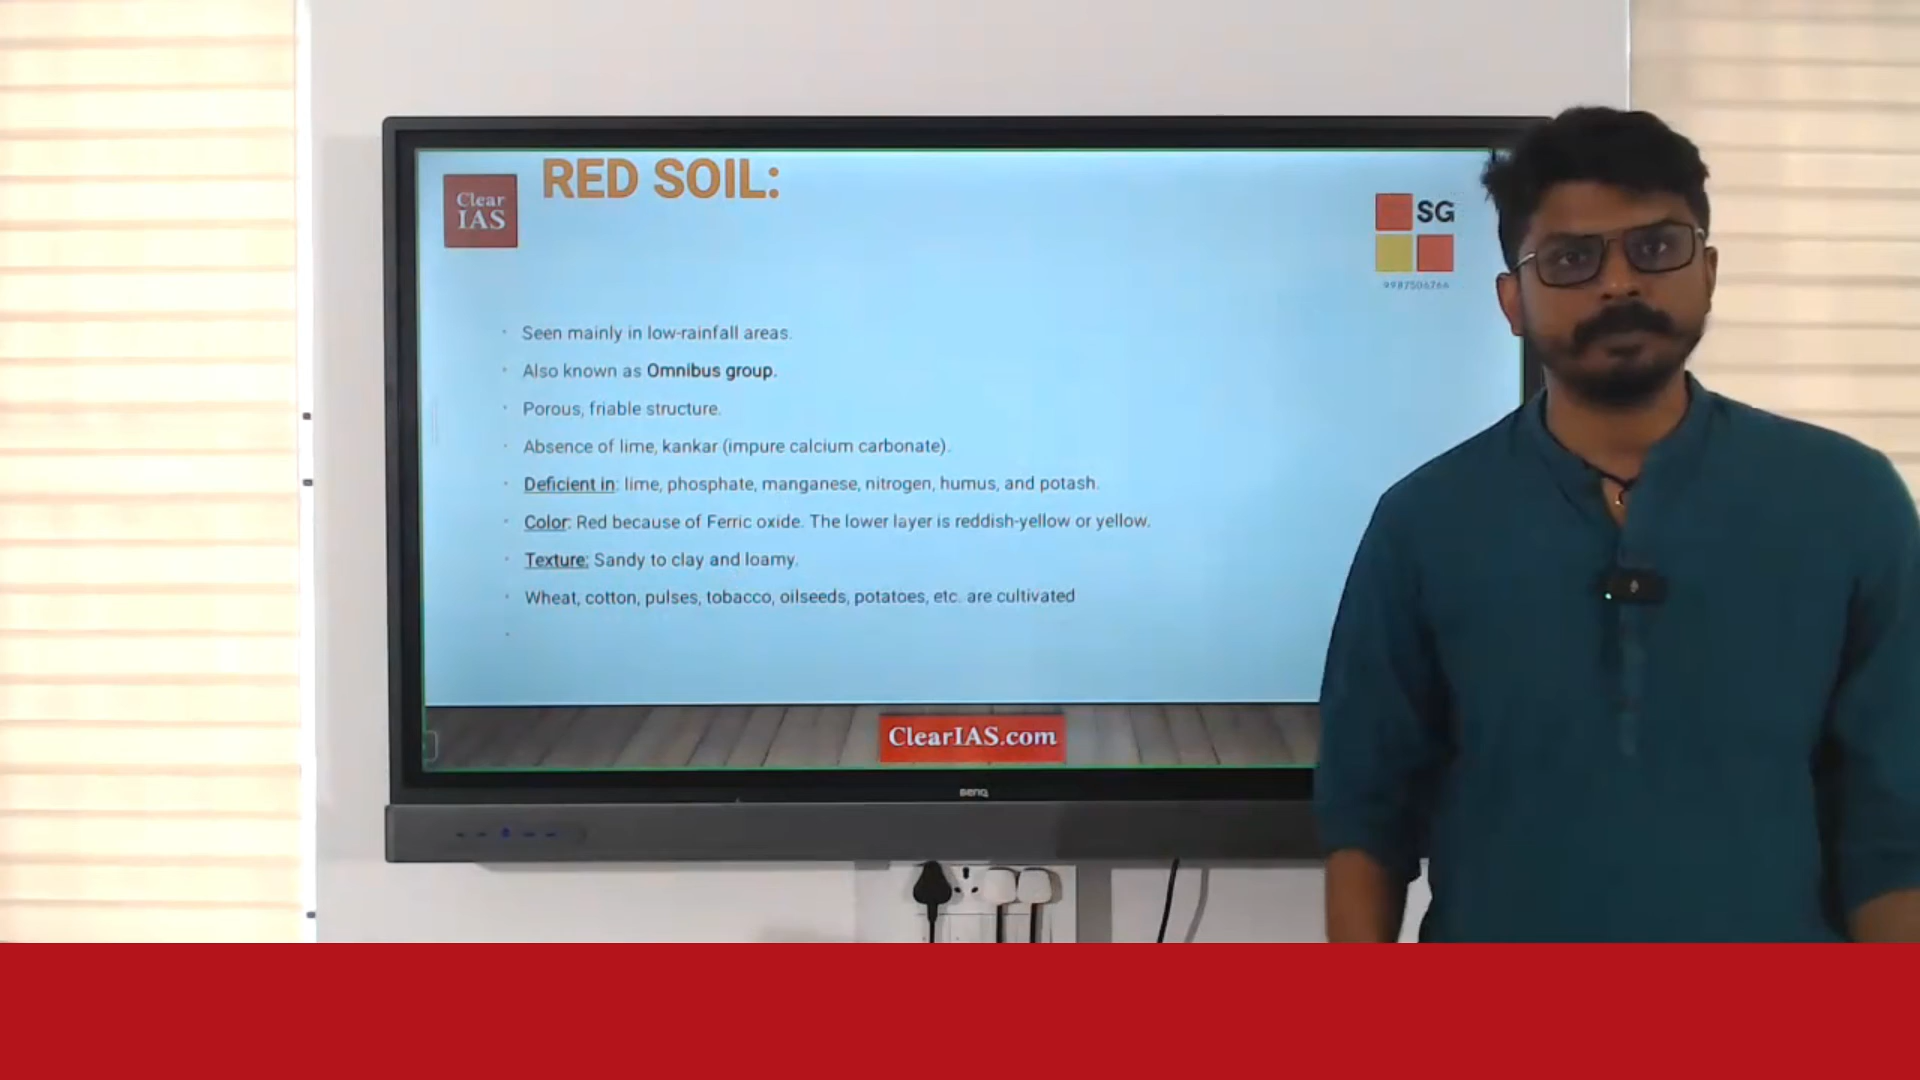 RED SOIL:
Clear
IAS
SG
9987506766
Seen mainly in low-rainfall areas.
Also known as Omnibus group.
Porous, friable structure.
Absence of lime, kankar (impure calcium carbonate).
Deficient in: lime, phosphate, manganese, nitrogen, humus, and potash.
Color: Red because of Ferric oxide. The lower layer is reddish-yellow or yellow.
Texture: Sandy to clay and loamy.
Wheat, cotton, pulses, tobacco, oilseeds, potatoes, etc. are cultivated
ClearIAS.com
BenQ